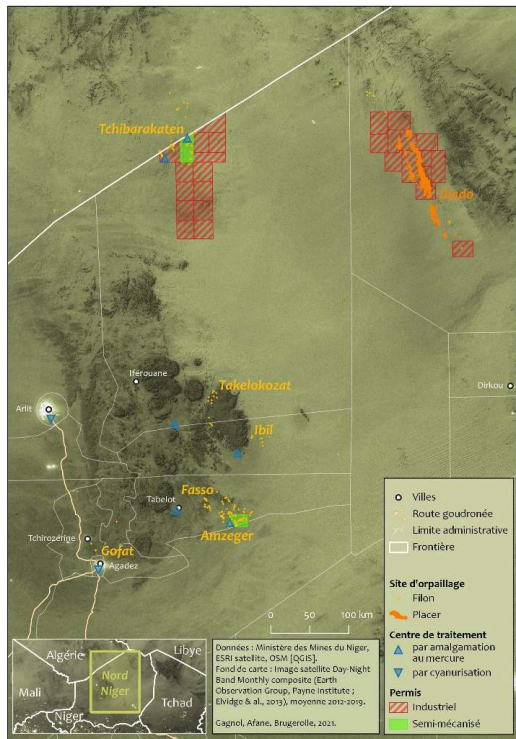 Tchibarakaten
Djado
Iférouane
Takelokozat
Arlit
Dirkou
Ibil
Fasso
Tabelot
Tchirozérine
Amzeger
Gofat
Agadez
0 50 100 km
Villes
Route goudronnée
Limite administrative
Frontière
Site d'orpaillage
Filon
Placer
Centre de traitement
par amalgamation
au mercure
par cyanurisation
Permis
Industriel
Semi-mécanisé
Algérie
Libye
Nord
Niger
Mali
Niger
Tchad
Données : Ministère des Mines du Niger,
ESRI satellite, OSM [QGIS].
Fond de carte : Image satellite Day-Night
Band Monthly composite (Earth
Observation Group, Payne Institute ;
Elvidge & al., 2013), moyenne 2012-2019.
Gagnol, Afane, Brugerolle, 2021.